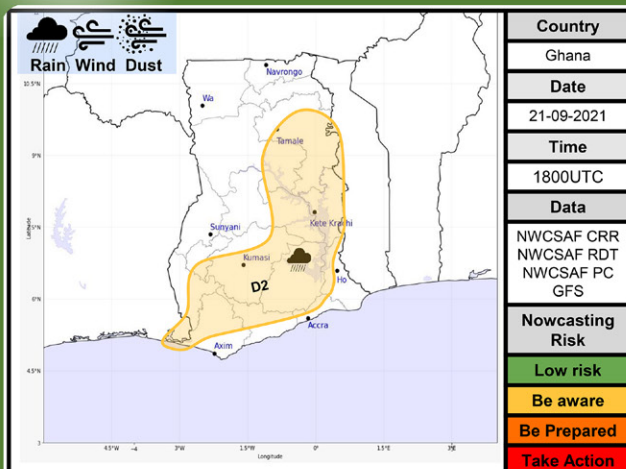 Rain Wind Dust
Navrongo
10.5°N
Wa
9°N
Tamale
Kete Krachi
Sunyani
Latitude
Kumasi
D2
Ho
6°N
Accra
Axim
4.5°N
3
4.5°W -4 3°W 1.5°W 0° 1.5°E
Longitude
Country
Ghana
Date
21-09-2021
Time
1800UTC
Data
NWCSAF CRR
NWCSAF RDT
NWCSAF PC
GFS
Nowcasting
Risk
Low risk
Be aware
Be Prepared
Take Action